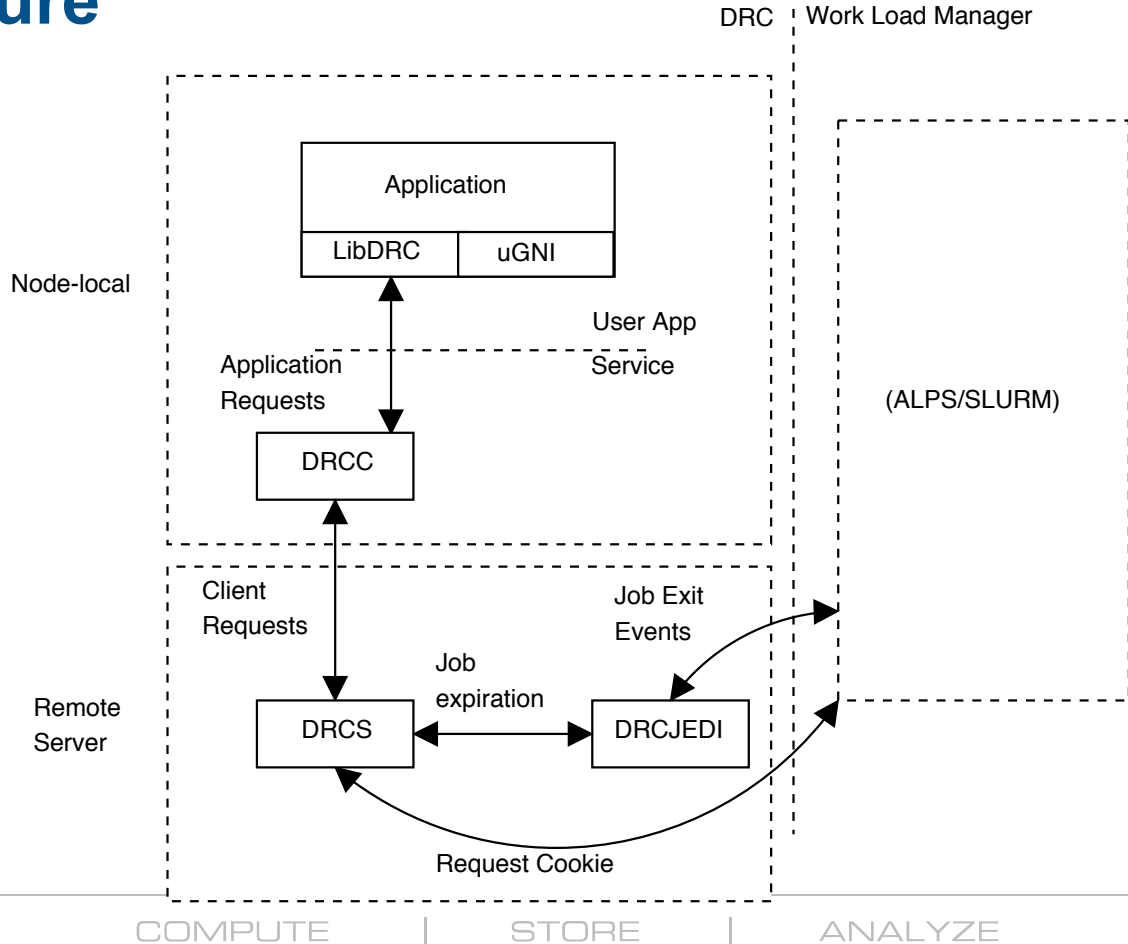 ure
DRC
Work Load Manager
Application
LibDRC
uGNI
Node-local
User App
Service
Application
Requests
(ALPS/SLURM)
DRCC
Client
Requests
Job Exit
Events
Job
expiration
Remote
Server
DRCS
DRCJEDI
Request Cookie
COMPUTE | STORE | ANALYZE